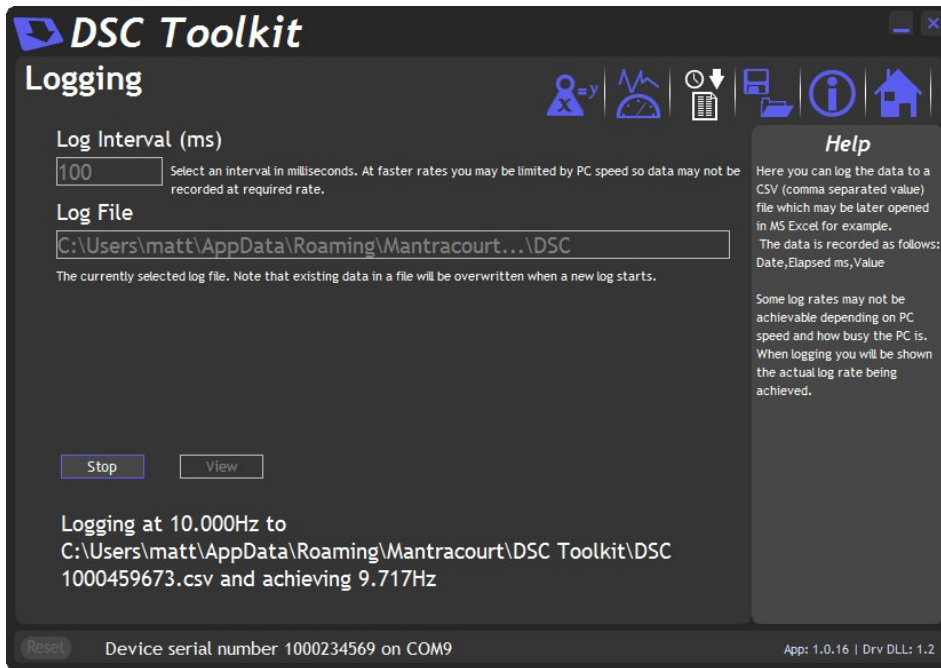 DSC Toolkit
Logging
x=y
Log Interval (ms)
100
Select an interval in milliseconds. At faster rates you may be limited by PC speed so data may not be
recorded at required rate.
Log File
C:\Users\matt\AppData\Roaming\Mantracourt...\DSC
The currently selected log file. Note that existing data in a file will be overwritten when a new log starts.
Stop
View
Logging at 10.000Hz to
C:\Users\matt\AppData\Roaming\Mantracourt\DSC Toolkit\DSC
1000459673.csv and achieving 9.717Hz
Help
Here you can log the data to a
CSV (comma separated value)
file which may be later opened
in MS Excel for example.
The data is recorded as follows:
Date,Elapsed ms,Value
Some log rates may not be
achievable depending on PC
speed and how busy the PC is.
When logging you will be shown
the actual log rate being
achieved.
Reset
Device serial number 1000234569 on COM9
App: 1.0.16 | Drv DLL: 1.2